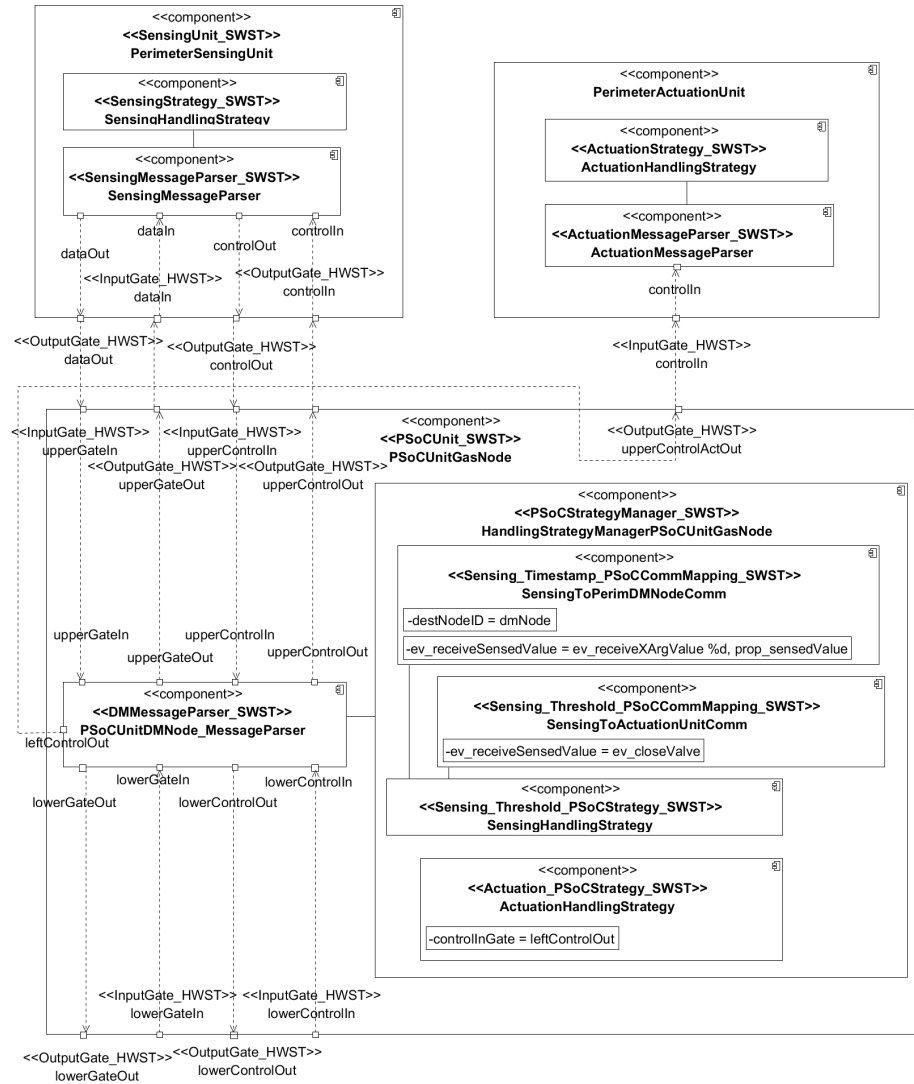 <<component>>
<<SensingUnit_SWST>>
PerimeterSensingUnit
<<component>>
<<SensingStrategy_SWST>>
SensingHandlingStrategy
<<component>>
<<SensingMessageParser_SWST>>
SensingMessageParser
dataOut
dataIn
controlOut
controlIn
<<InputGate_HWST>>
dataIn
<<OutputGate_HWST>>
controlIn
<<OutputGate_HWST>>
dataOut
<<OutputGate_HWST>>
controlOut
<<component>>
PerimeterActuationUnit
<<component>>
<<ActuationStrategy_SWST>>
ActuationHandlingStrategy
<<component>>
<<ActuationMessageParser_SWST>>
ActuationMessageParser
controlIn
<<InputGate_HWST>>
controlIn
<<component>>
<<PSoCUnit_SWST>>
PSoCUnitGasNode
<<InputGate_HWST>>
upperGateIn
<<InputGate_HWST>>
upperControlIn
<<OutputGate_HWST>>
upperGateOut
<<OutputGate_HWST>>
upperControlOut
<<OutputGate_HWST>>
upperControlActOut
<<component>>
<<PSoCStrategyManager_SWST>>
HandlingStrategyManagerPSoCUnitGasNode
<<component>>
<<Sensing_Timestamp_PSoCCommMapping_SWST>>
SensingToPerimDMNodeComm
-destNodeID = dmNode
-ev_receiveSensedValue = ev_receiveXArgValue %d, prop_sensedValue
<<component>>
<<Sensing_Threshold_PSoCCommMapping_SWST>>
SensingToActuationUnitComm
-ev_receiveSensedValue = ev_closeValve
<<component>>
<<Sensing_Threshold_PSoCStrategy_SWST>>
SensingHandlingStrategy
<<component>>
<<Actuation_PSoCStrategy_SWST>>
ActuationHandlingStrategy
-controlInGate = leftControlOut
upperGateIn
upperGateOut
upperControlIn
upperControlOut
<<component>>
<<DMMessageParser_SWST>>
PSoCUnitDMNode_MessageParser
leftControlOut
lowerGateOut
lowerGateIn
lowerControlOut
lowerControlIn
<<InputGate_HWST>>
lowerGateIn
<<InputGate_HWST>>
lowerControlIn
<<OutputGate_HWST>>
lowerGateOut
<<OutputGate_HWST>>
lowerControlOut